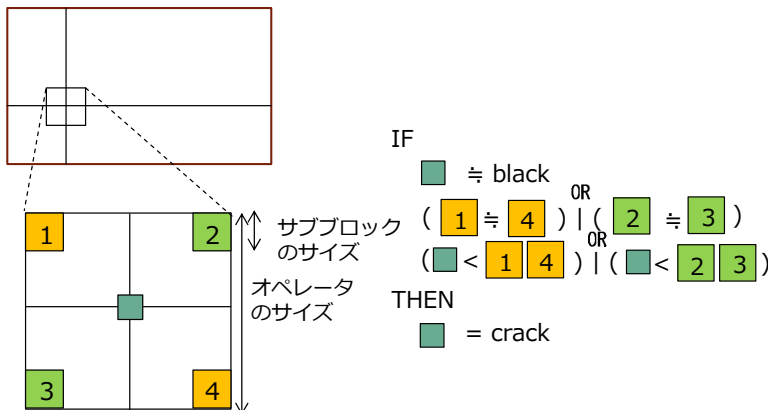 IF
≒ black
OR
( 1 ≒ 4 ) | ( 2 ≒ 3 )
OR
( < 1 4 ) | ( < 2 3 )
THEN
= crack
1
2
サブブロック
のサイズ
オペレータ
のサイズ
3
4